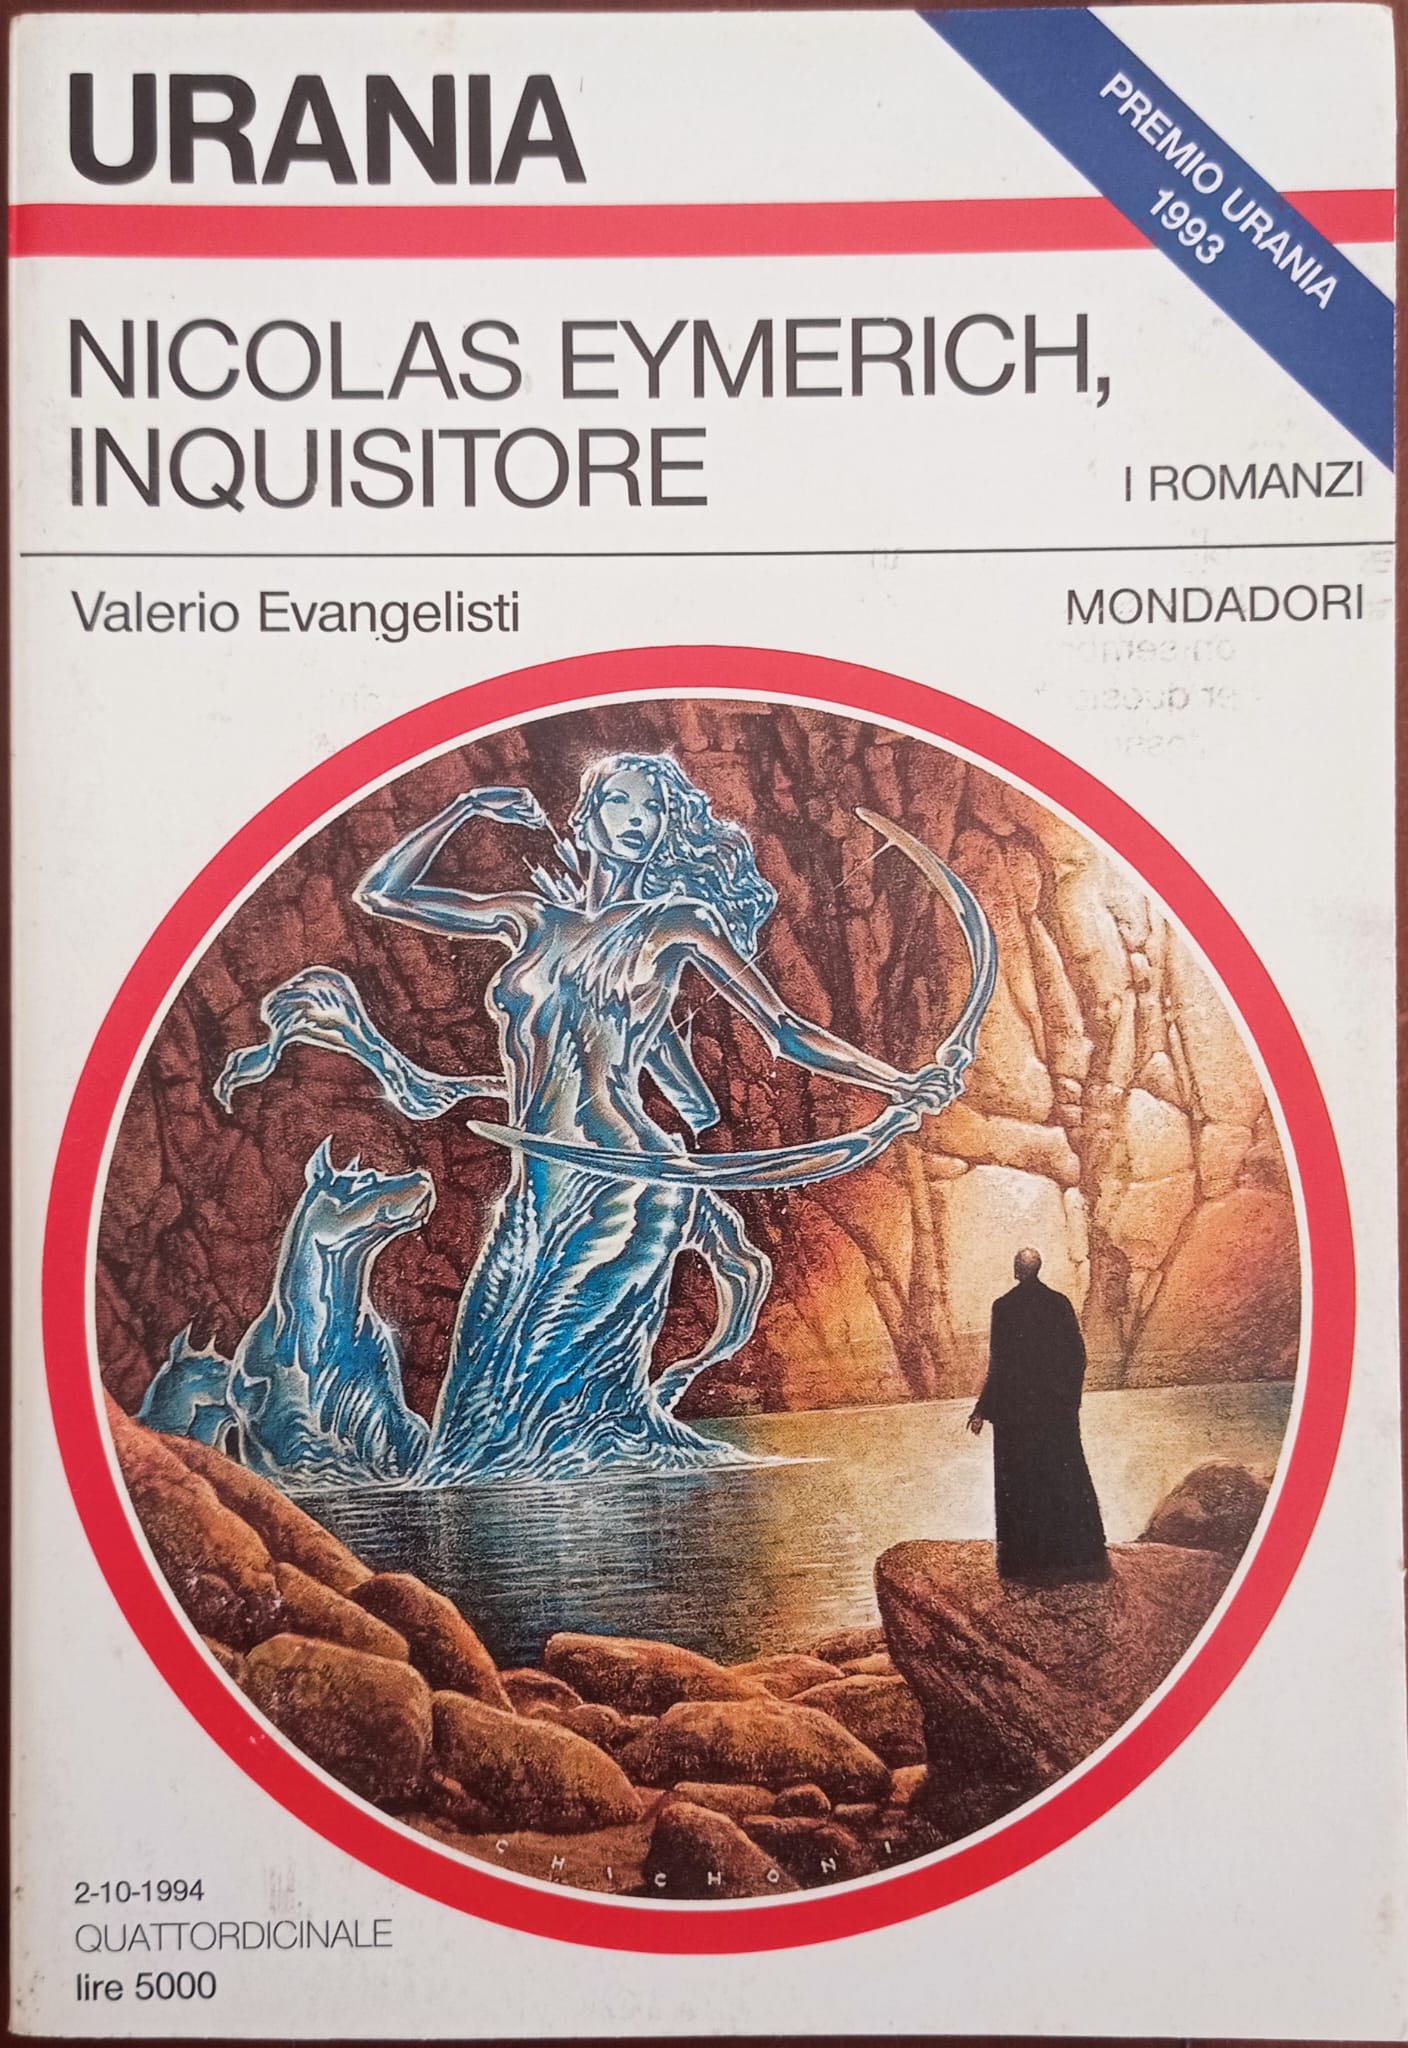 URANIA
PREMIO URANIA
1993
NICOLAS EYMERICH,
INQUISITORE
I ROMANZI
Valerio Evangelisti
MONDADORI
CHICHONI
2-10-1994
QUATTORDICINALE
lire 5000